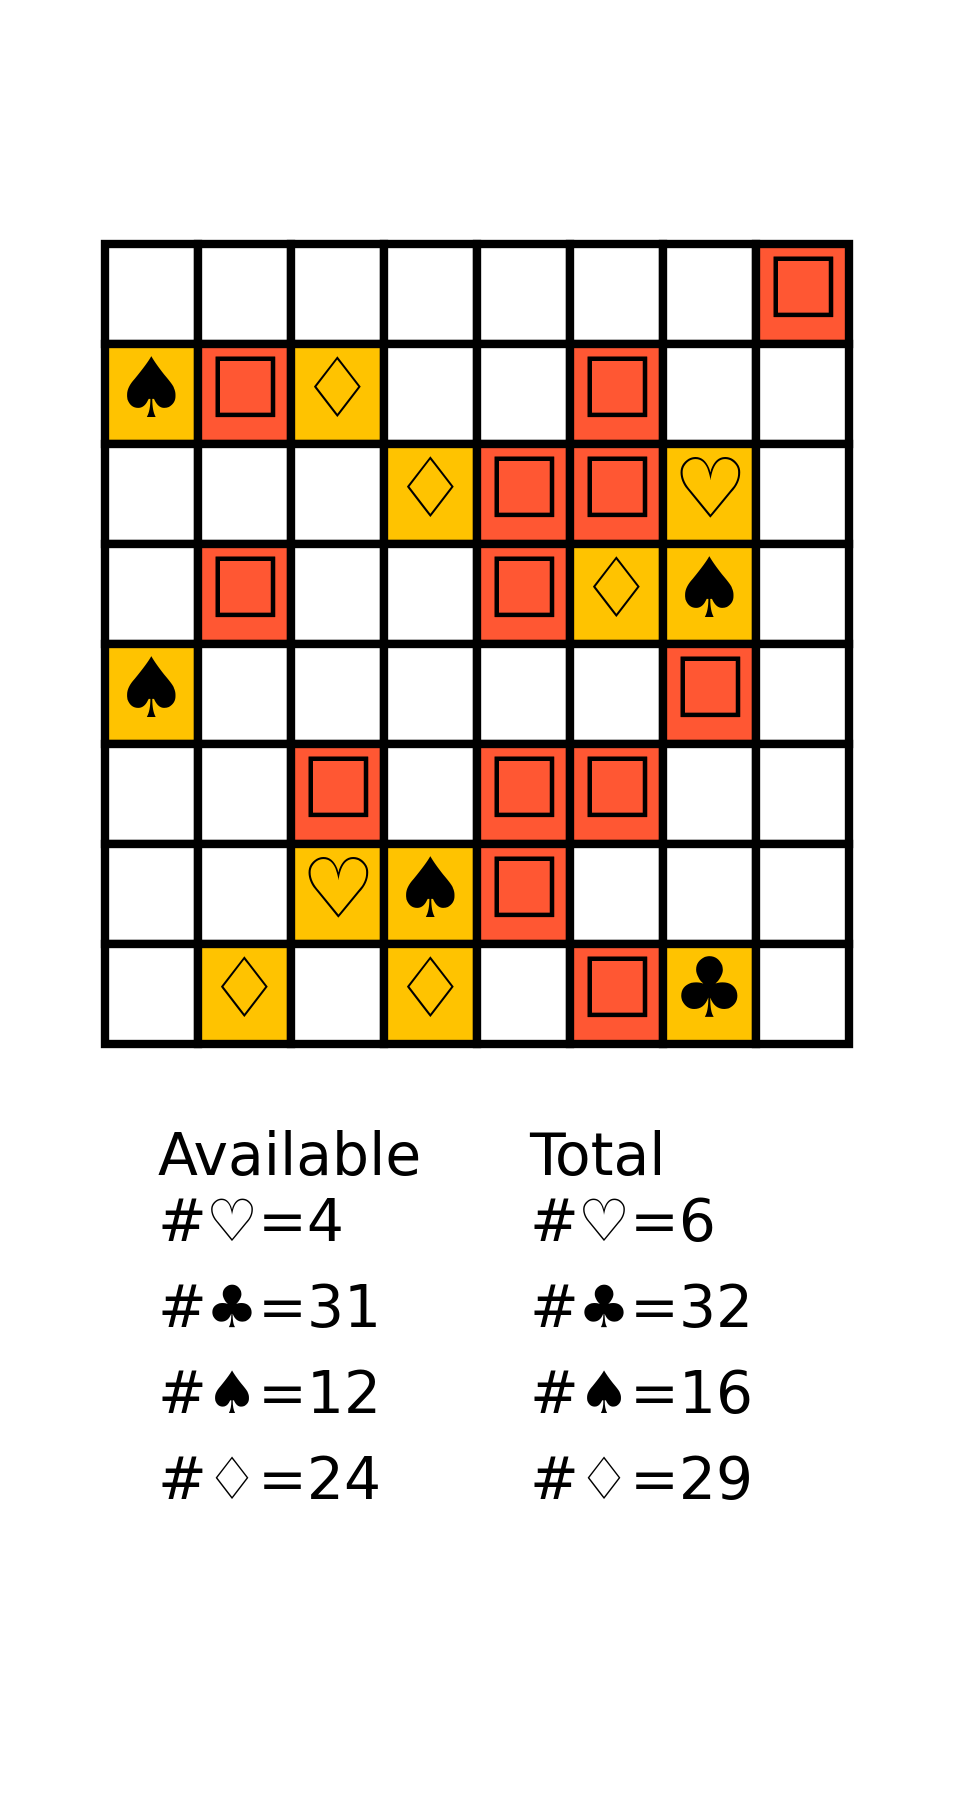 □
♠ □ ♢ □
♢ □ □ ♡
□ □ ♢ ♠
♠ □
□ □ □
♡ ♠ □
♢ ♢ □ ♣
Available Total
#♡=4 #♡=6
#♣=31 #♣=32
#♠=12 #♠=16
#♢=24 #♢=29